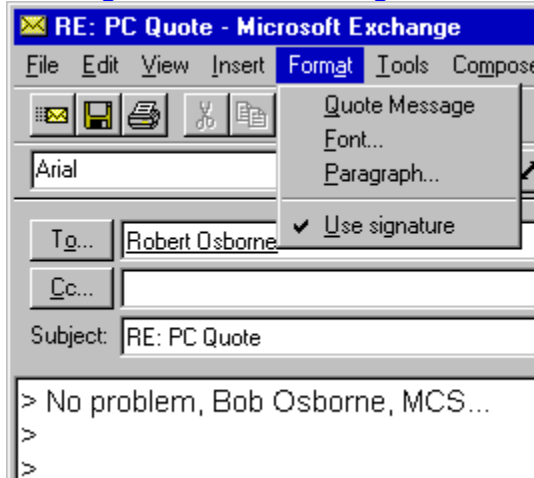 RE: PC Quote - Microsoft Exchange
File Edit View Insert Format Tools Compose
Quote Message
Font...
Paragraph...
Use signature
Arial
To... Robert Osborne
Cc...
Subject: RE: PC Quote
> No problem, Bob Osborne, MCS...
>
>